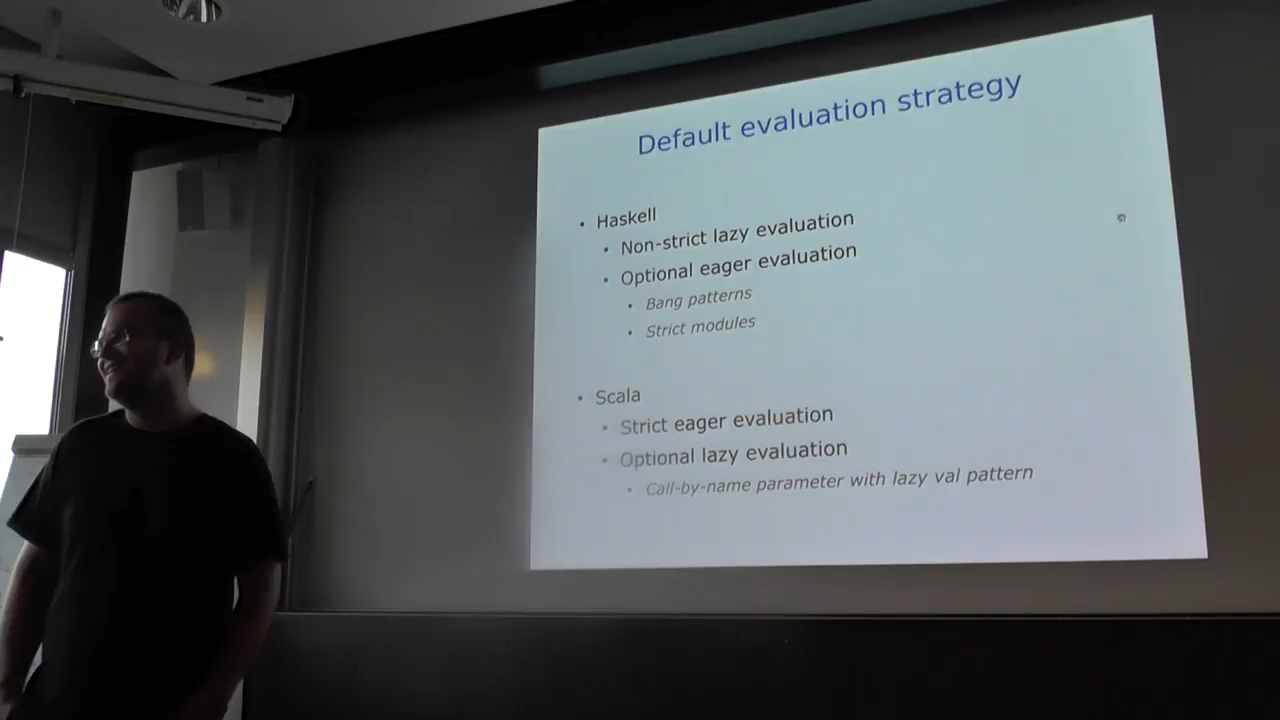 Default evaluation strategy
• Haskell
• Non-strict lazy evaluation
• Optional eager evaluation
• Bang patterns
• Strict modules
• Scala
• Strict eager evaluation
• Optional lazy evaluation
• Call-by-name parameter with lazy val pattern